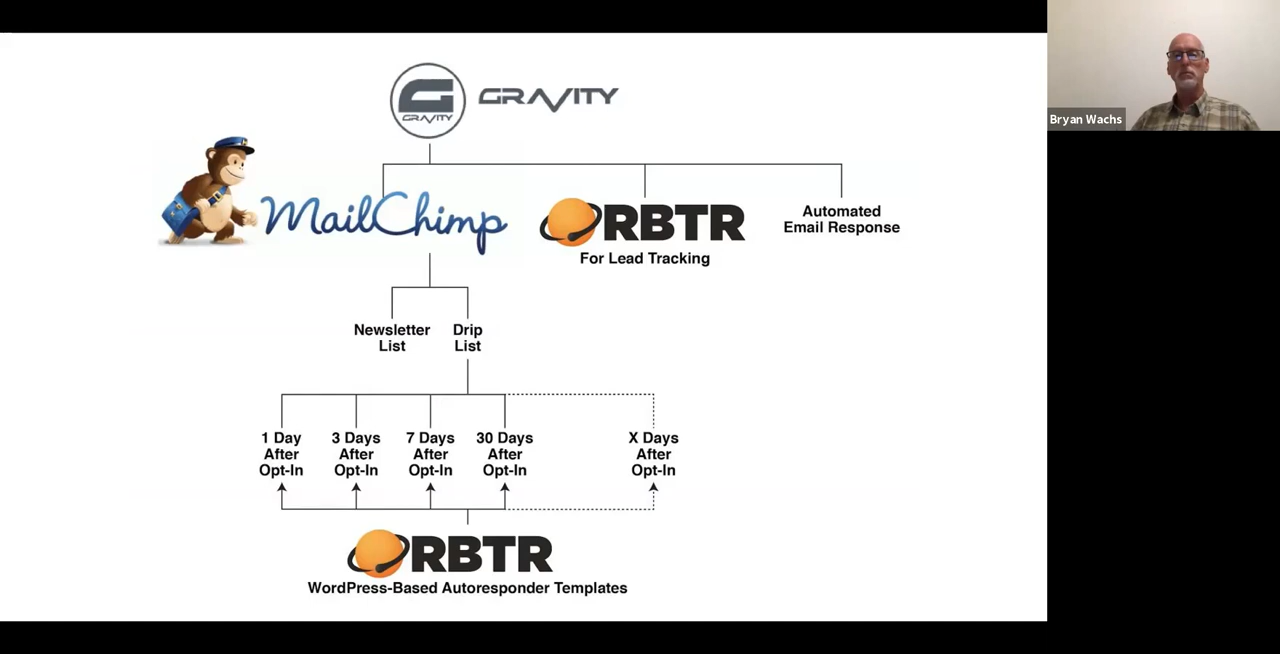 GRAVITY
GRAVITY
MailChimp
ORBTR
For Lead Tracking
Automated
Email Response
Bryan Wachs
Newsletter
List
Drip
List
1 Day
After
Opt-In
3 Days
After
Opt-In
7 Days
After
Opt-In
30 Days
After
Opt-In
X Days
After
Opt-In
ORBTR
WordPress-Based Autoresponder Templates